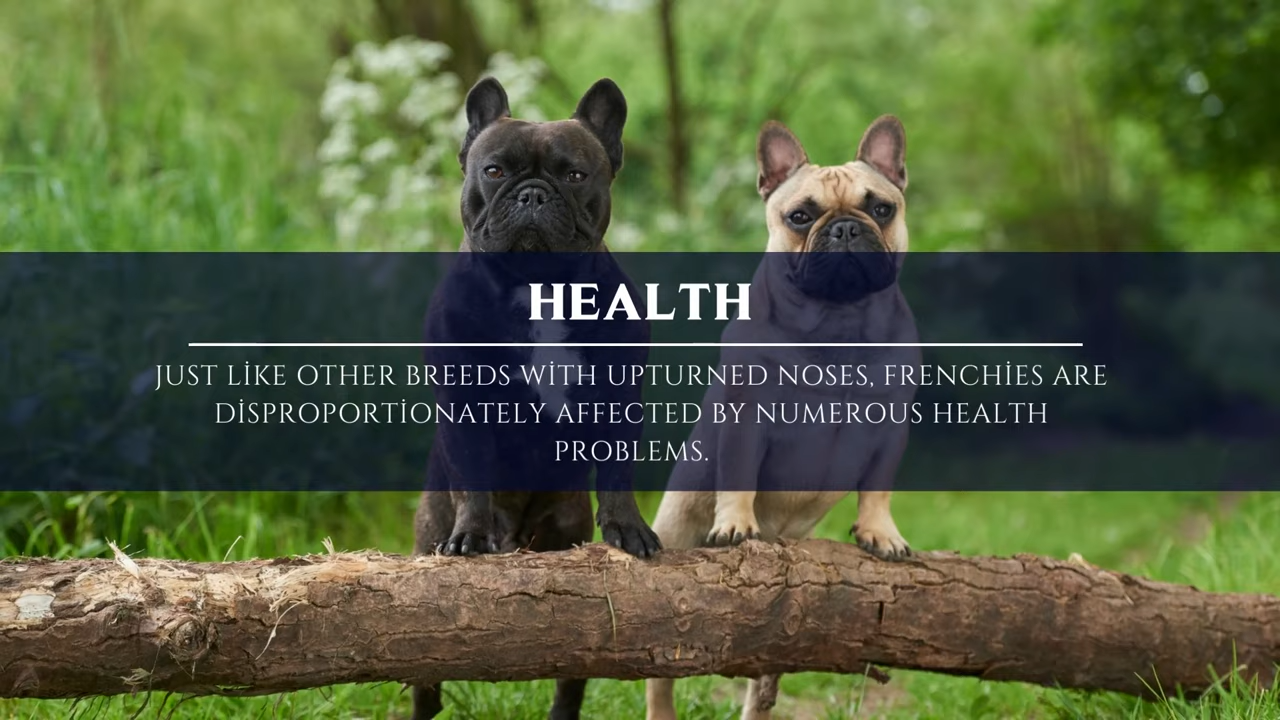 HEALTH
JUST LİKE OTHER BREEDS WİTH UPTURNED NOSES, FRENCHİES ARE
DİSPROPORTİONATELY AFFECTED BY NUMEROUS HEALTH
PROBLEMS.